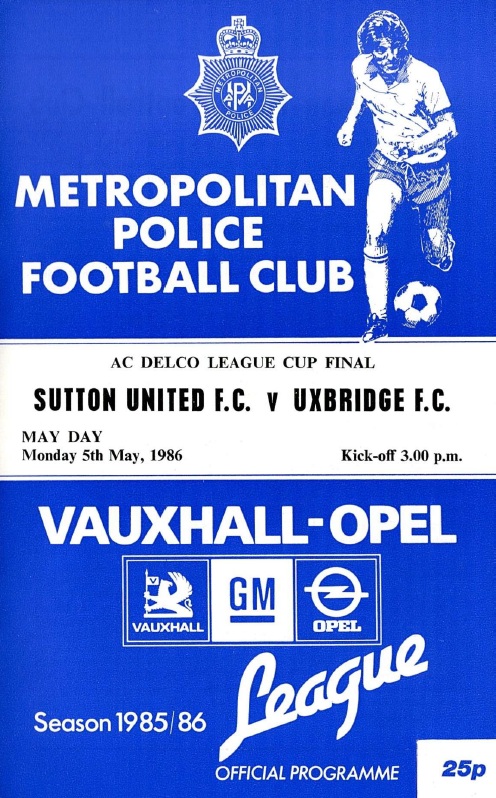 METROPOLITAN
POLICE
METROPOLITAN
POLICE
FOOTBALL CLUB
AC DELCO LEAGUE CUP FINAL
SUTTON UNITED F.C. v UXBRIDGE F.C.
MAY DAY
Monday 5th May, 1986
Kick-off 3.00 p.m.
VAUXHALL-OPEL
V
VAUXHALL
GM
OPEL
League
Season 1985/86
OFFICIAL PROGRAMME
25p